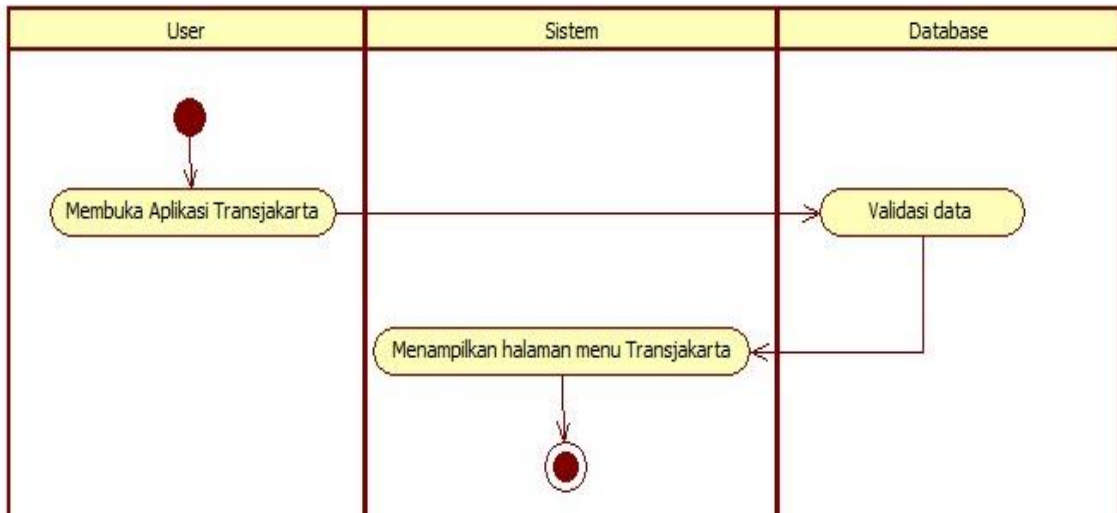 User
Sistem
Database
Membuka Aplikasi Transjakarta
Validasi data
Menampilkan halaman menu Transjakarta